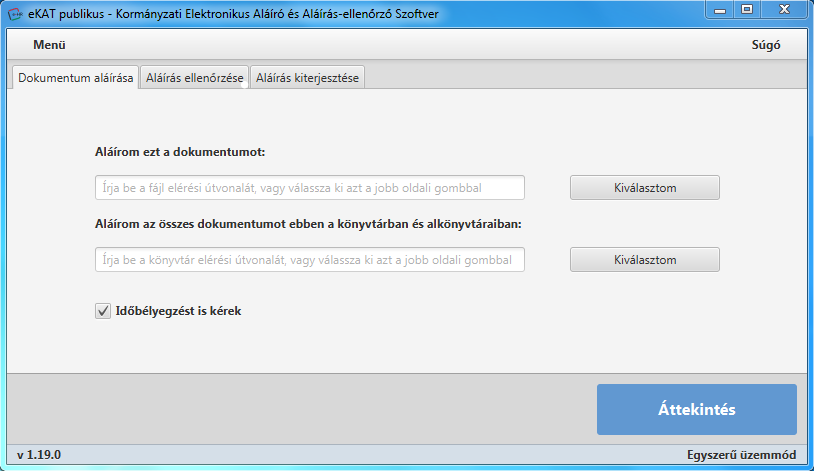 eKAT publikus - Kormányzati Elektronikus Aláíró és Aláírás-ellenőrző Szoftver
Menü Súgó
Dokumentum aláírása Aláírás ellenőrzése Aláírás kiterjesztése
Aláírom ezt a dokumentumot:
Írja be a fájl elérési útvonalát, vagy válassza ki azt a jobb oldali gombbal Kiválasztom
Aláírom az összes dokumentumot ebben a könyvtárban és alkönyvtáraiban:
Írja be a könyvtár elérési útvonalát, vagy válassza ki azt a jobb oldali gombbal Kiválasztom
Időbélyegzést is kérek
Áttekintés
v 1.19.0 Egyszerű üzemmód